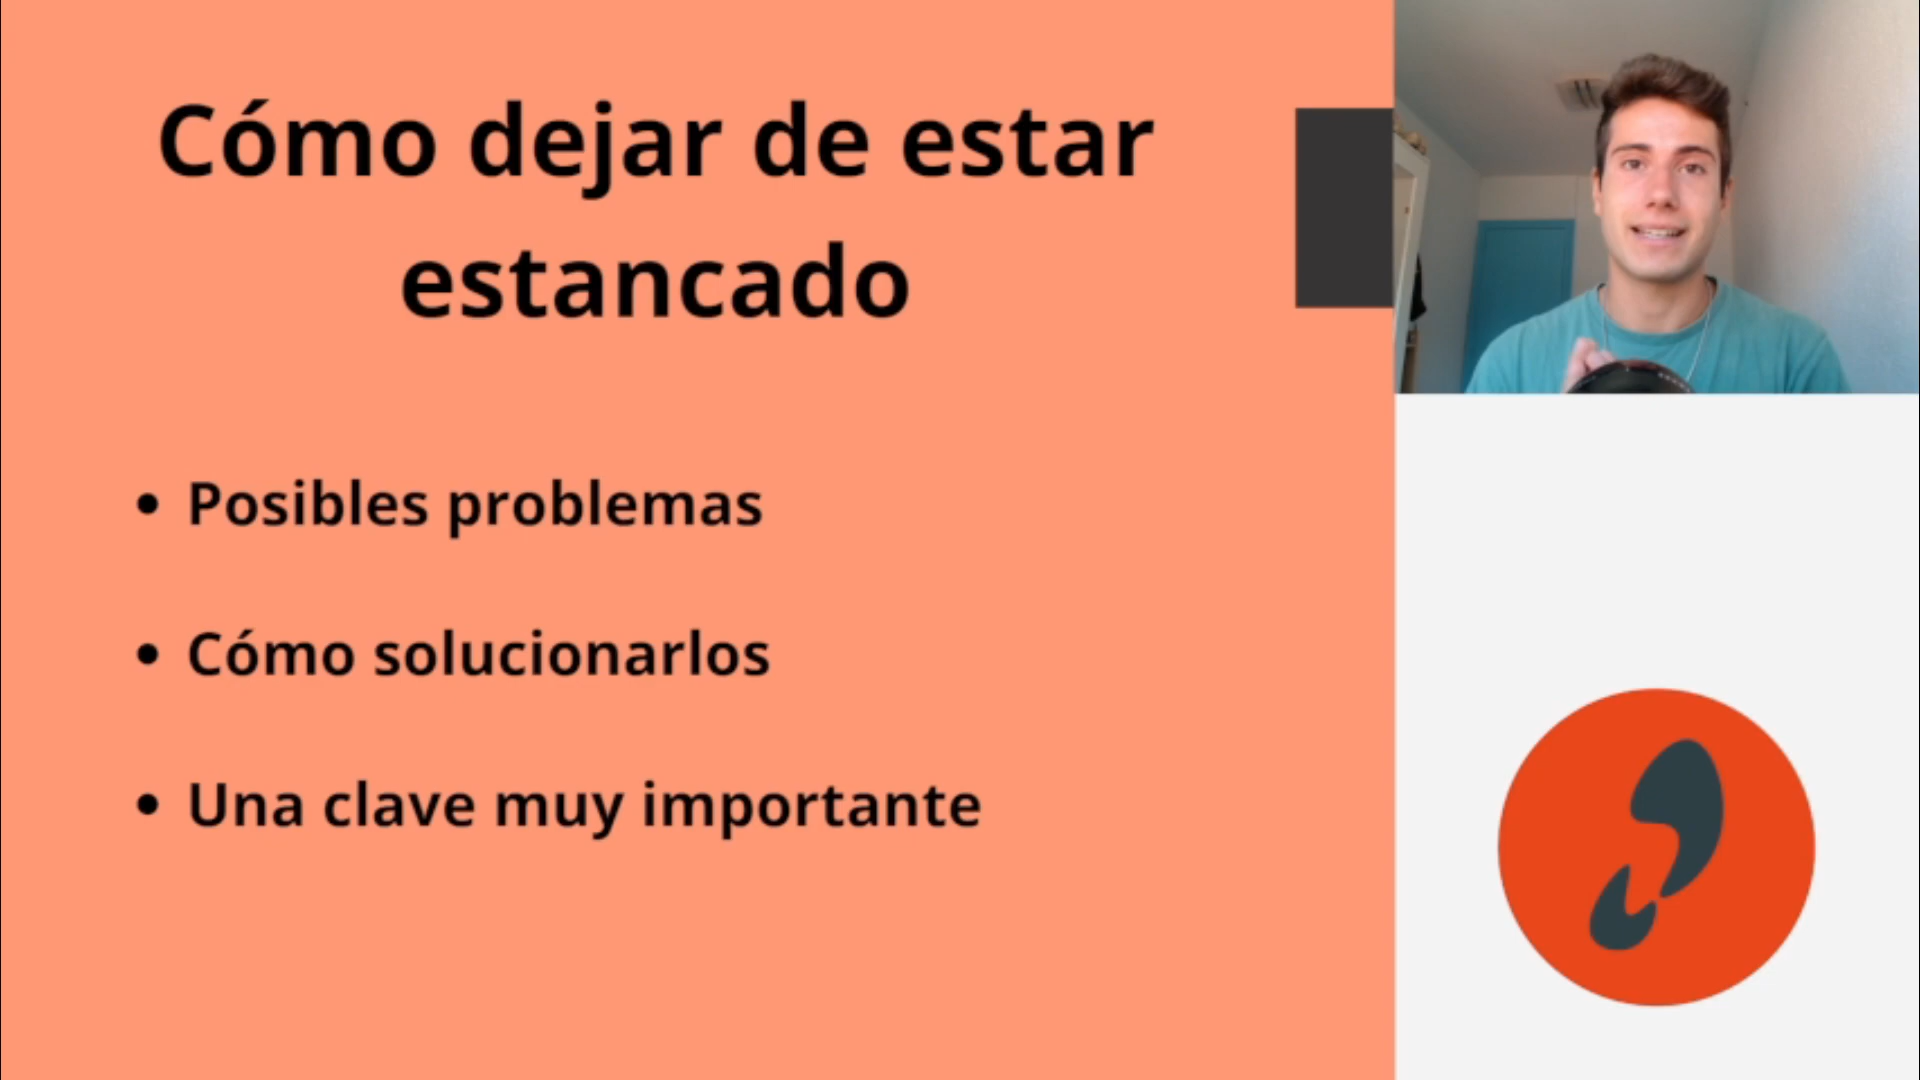 Cómo dejar de estar
estancado
• Posibles problemas
• Cómo solucionarlos
• Una clave muy importante